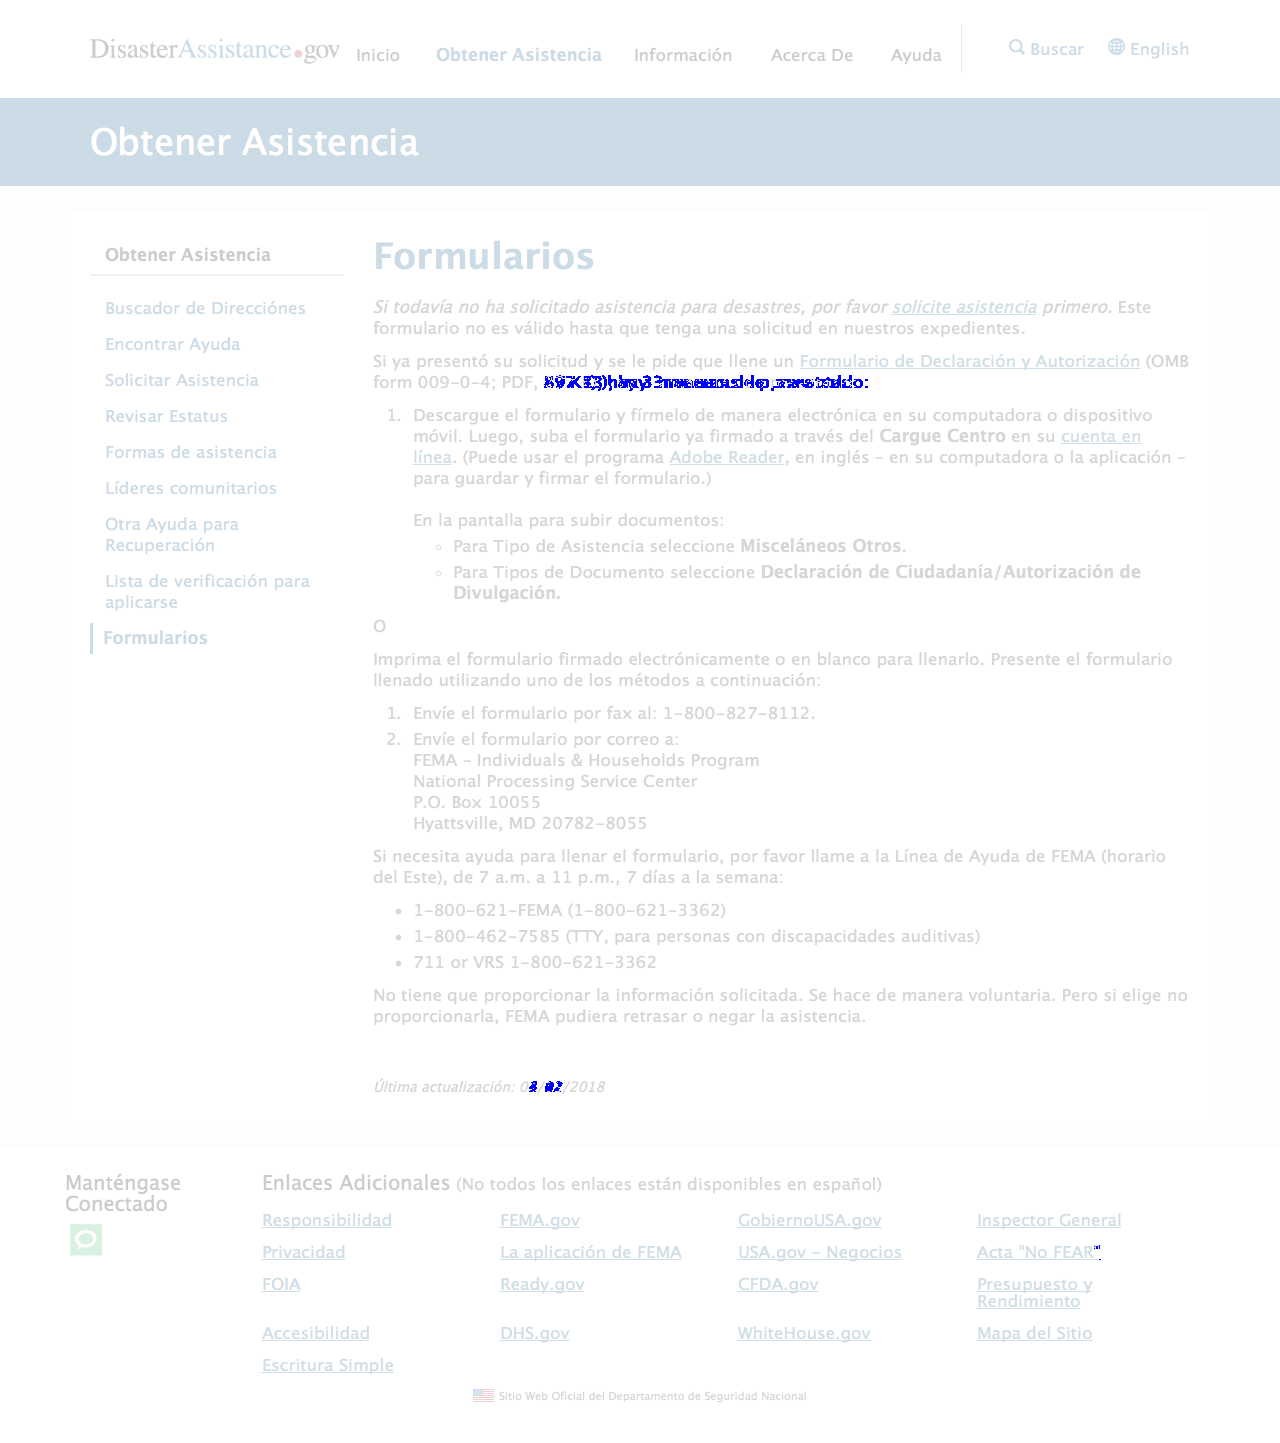 DisasterAssistance.gov Inicio Obtener Asistencia Información Acerca De Ayuda Buscar English
Obtener Asistencia
Obtener Asistencia
Buscador de Direcciónes
Encontrar Ayuda
Solicitar Asistencia
Revisar Estatus
Formas de asistencia
Líderes comunitarios
Otra Ayuda para
Recuperación
Lista de verificación para
aplicarse
Formularios
Formularios
Si todavía no ha solicitado asistencia para desastres, por favor solicite asistencia primero. Este
formulario no es válido hasta que tenga una solicitud en nuestros expedientes.
Si ya presentó su solicitud y se le pide que llene un Formulario de Declaración y Autorización (OMB
form 009-0-4; PDF,
1. Descargue el formulario y fírmelo de manera electrónica en su computadora o dispositivo
móvil. Luego, suba el formulario ya firmado a través del Cargue Centro en su cuenta en
línea. (Puede usar el programa Adobe Reader, en inglés – en su computadora o la aplicación –
para guardar y firmar el formulario.)
En la pantalla para subir documentos:
Para Tipo de Asistencia seleccione Misceláneos Otros.
Para Tipos de Documento seleccione Declaración de Ciudadanía/Autorización de
Divulgación.
O
Imprima el formulario firmado electrónicamente o en blanco para llenarlo. Presente el formulario
llenado utilizando uno de los métodos a continuación:
1. Envíe el formulario por fax al: 1-800-827-8112.
2. Envíe el formulario por correo a:
FEMA – Individuals & Households Program
National Processing Service Center
P.O. Box 10055
Hyattsville, MD 20782-8055
Si necesita ayuda para llenar el formulario, por favor llame a la Línea de Ayuda de FEMA (horario
del Este), de 7 a.m. a 11 p.m., 7 días a la semana:
• 1-800-621-FEMA (1-800-621-3362)
• 1-800-462-7585 (TTY, para personas con discapacidades auditivas)
• 711 or VRS 1-800-621-3362
No tiene que proporcionar la información solicitada. Se hace de manera voluntaria. Pero si elige no
proporcionarla, FEMA pudiera retrasar o negar la asistencia.
Última actualización: /2018
Manténgase
Conectado
Enlaces Adicionales (No todos los enlaces están disponibles en español)
Responsibilidad FEMA.gov GobiernoUSA.gov Inspector General
Privacidad La aplicación de FEMA USA.gov - Negocios Acta "No FEAR"
FOIA Ready.gov CFDA.gov Presupuesto y
Rendimiento
Accesibilidad DHS.gov WhiteHouse.gov Mapa del Sitio
Escritura Simple
Sitio Web Oficial del Departamento de Seguridad Nacional